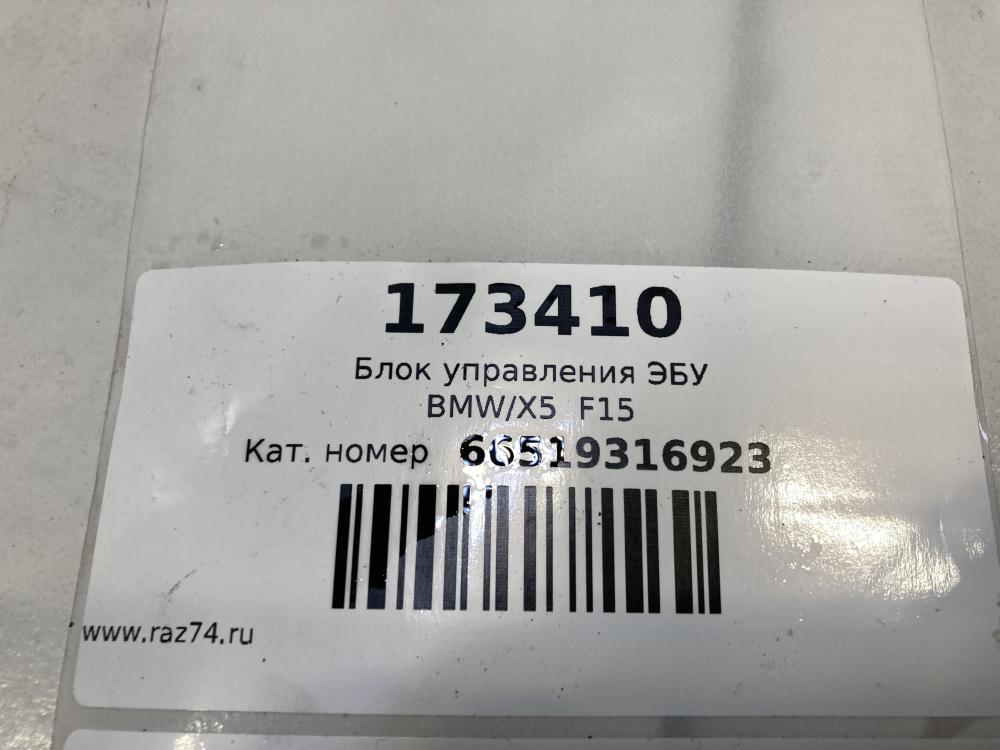 173410
Блок управления ЭБУ
BMW/X5 F15
Кат. номер 66519316923
www.raz74.ru